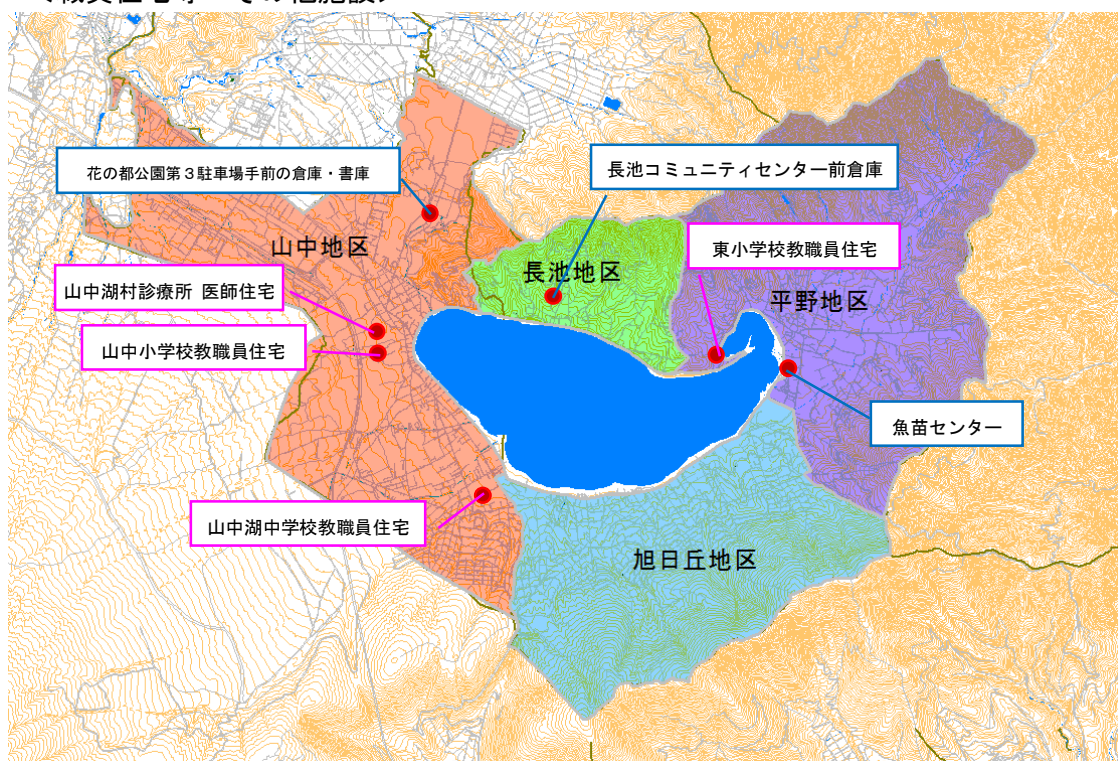 花の都公園第3駐車場手前の倉庫・書庫
長池コミュニティセンター前倉庫
山中地区
長池地区
東小学校教職員住宅
平野地区
山中湖村診療所 医師住宅
山中小学校教職員住宅
魚苗センター
山中湖中学校教職員住宅
旭日丘地区